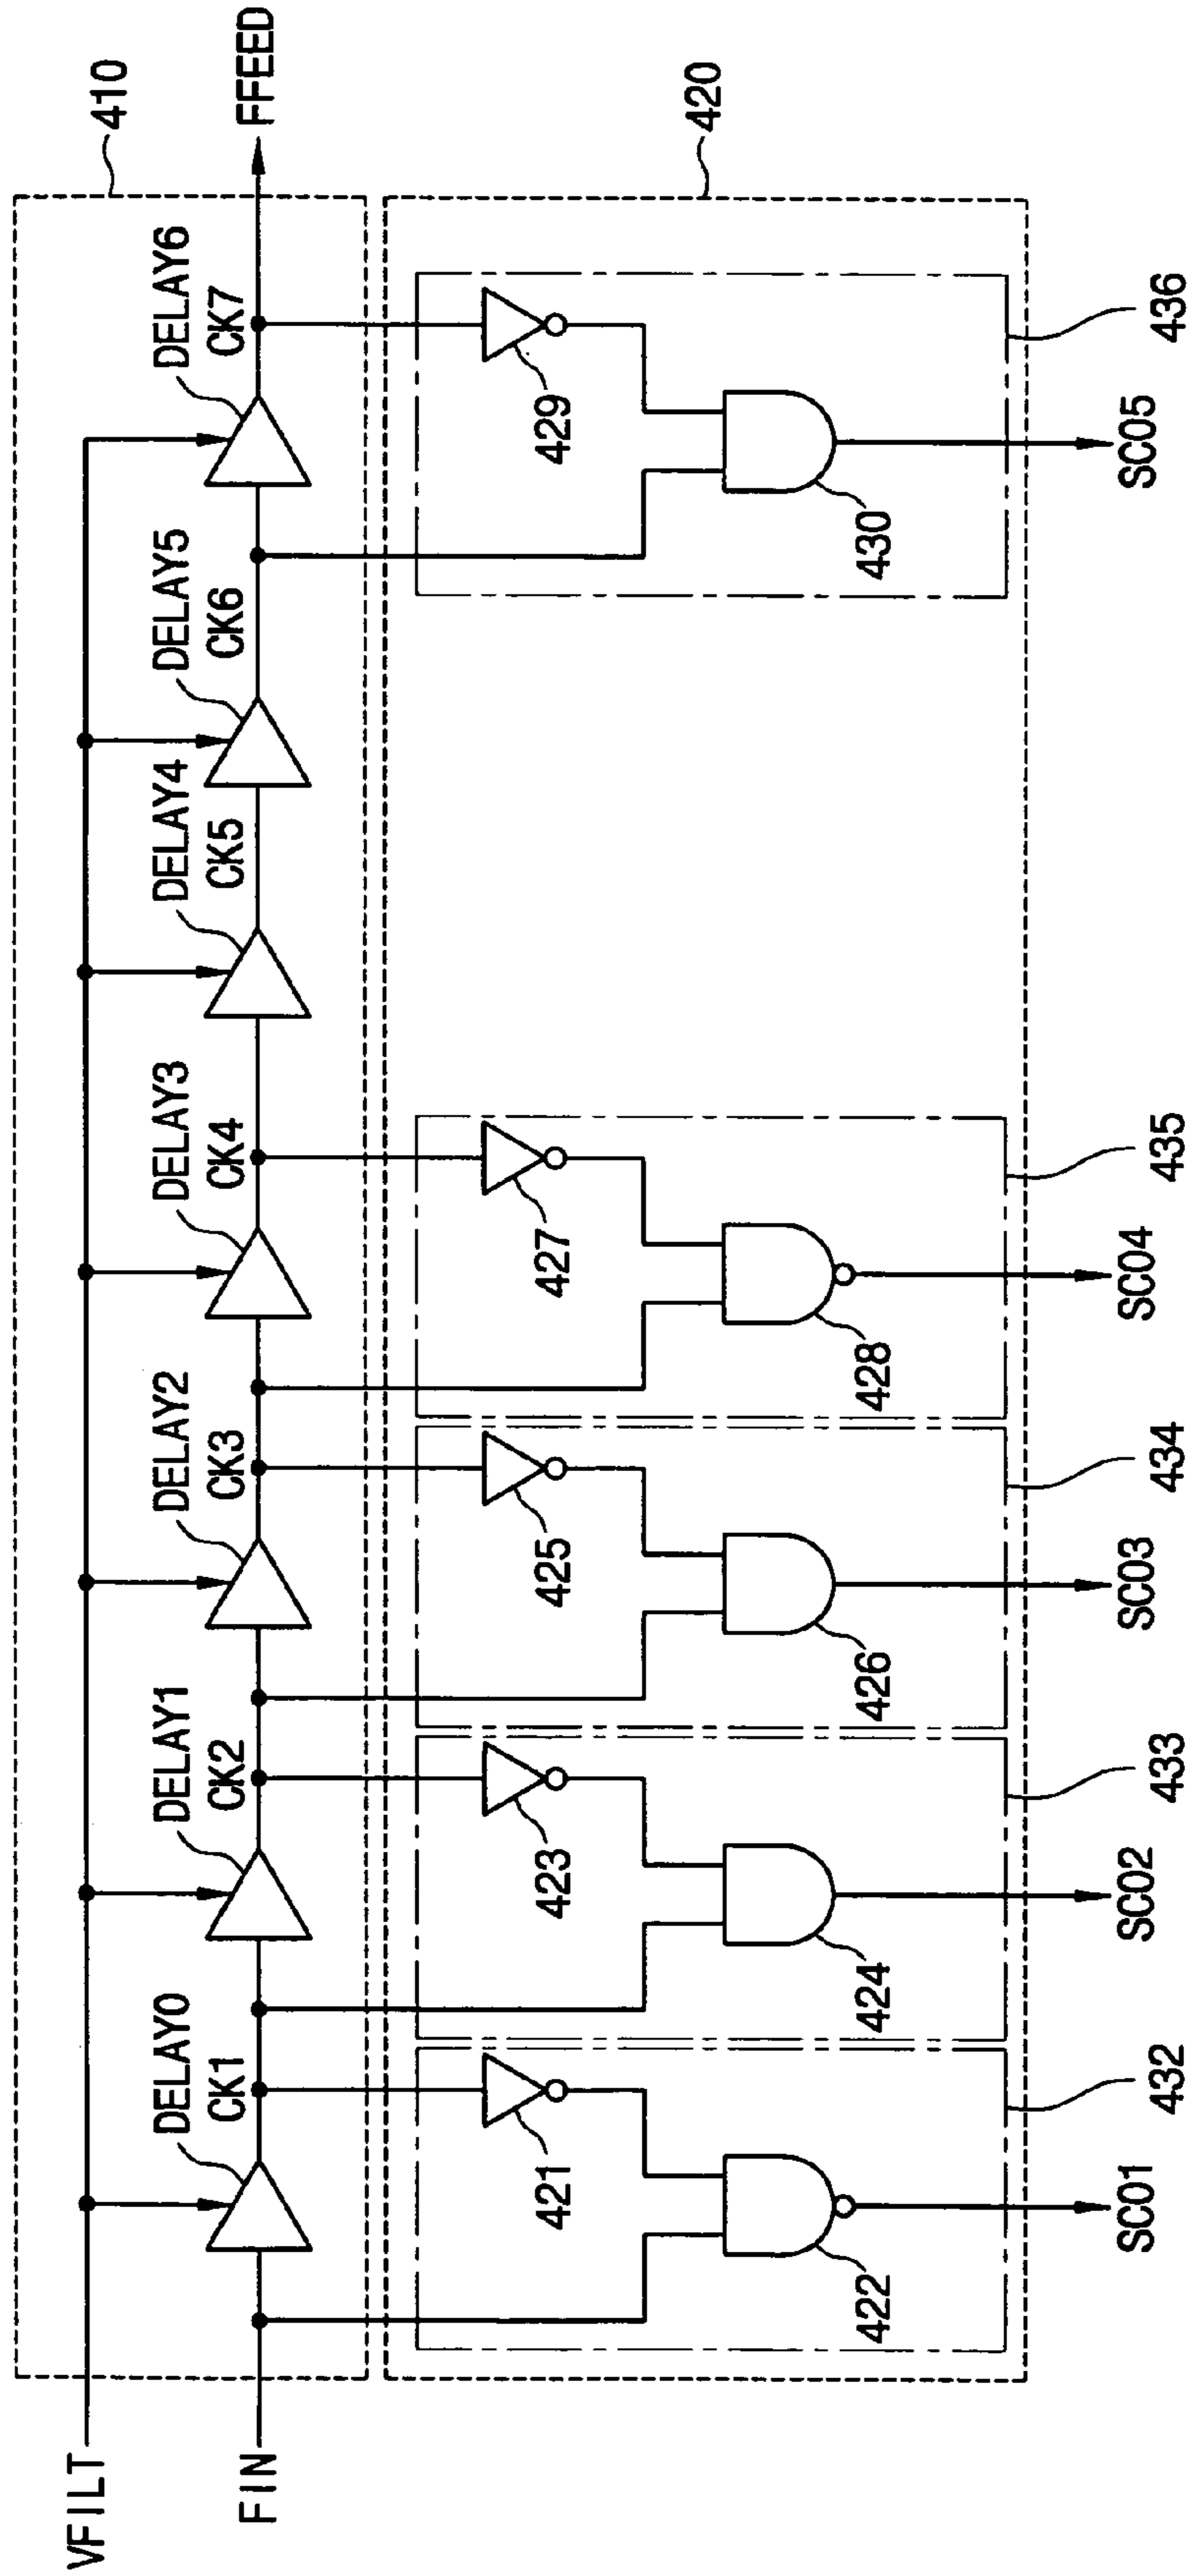 410
FFEED
VFILT
DELAY0
DELAY1
DELAY2
DELAY3
DELAY4
DELAY5
DELAY6
FIN
CK1
CK2
CK3
CK4
CK5
CK6
CK7
420
421
423
425
427
429
422
424
426
428
430
SC01
SC02
SC03
SC04
SC05
432
433
434
435
436